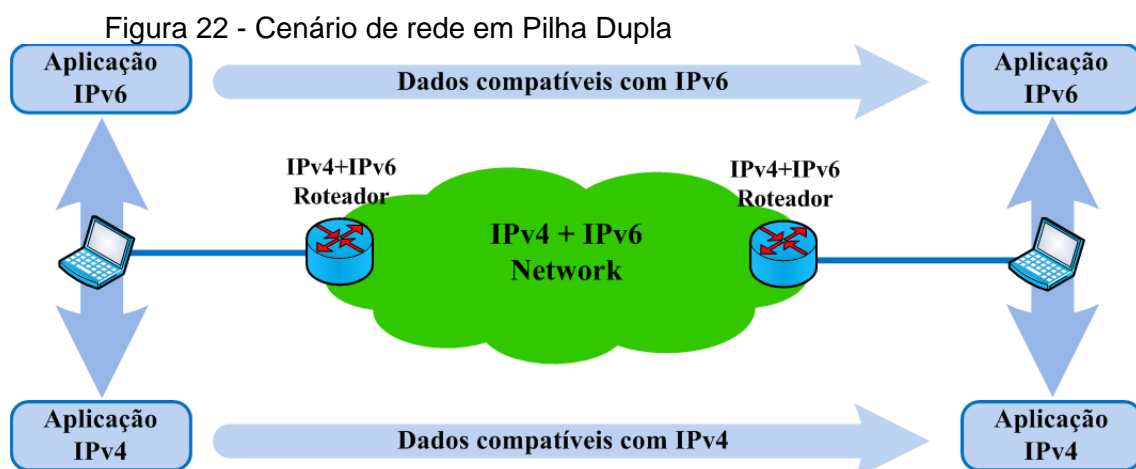 Figura 22 - Cenário de rede em Pilha Dupla
Aplicação
IPv6
Dados compatíveis com IPv6
Aplicação
IPv6
IPv4+IPv6
Roteador
IPv4 + IPv6
Network
IPv4+IPv6
Roteador
Aplicação
IPv4
Dados compatíveis com IPv4
Aplicação
IPv4